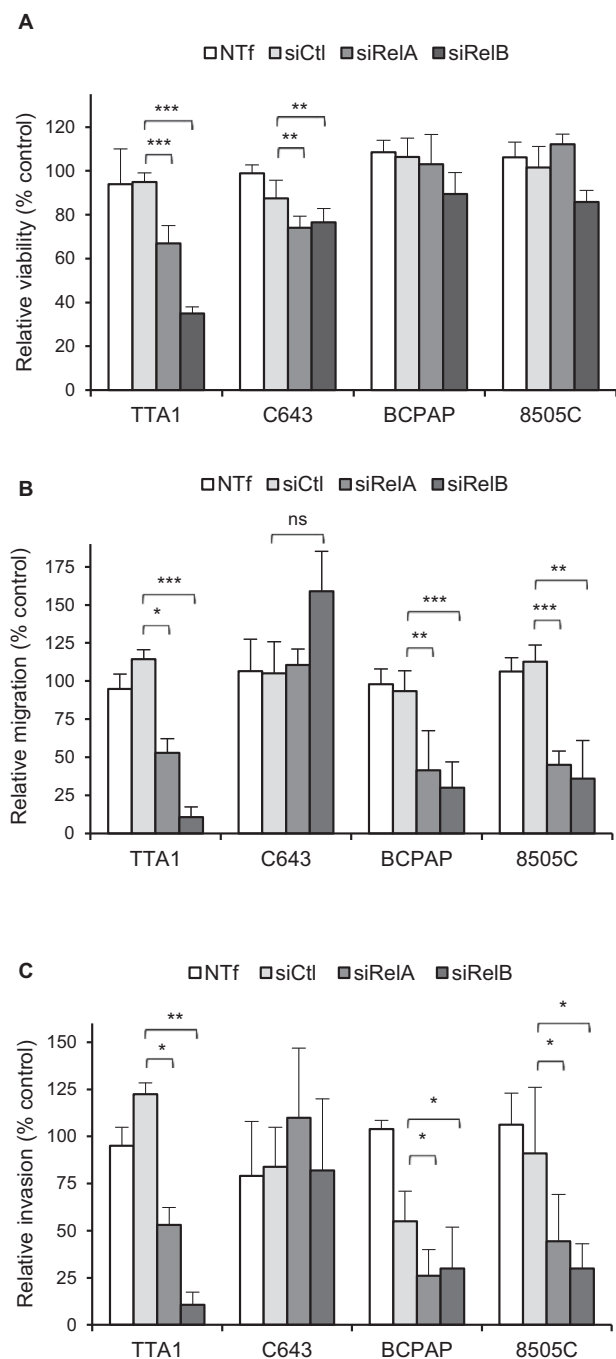 A
NTf siCtl siRelA siRelB
Relative viability (% control)
120
100
80
60
40
20
0
***
***
**
**
TTA1 C643 BCPAP 8505C
B
NTf siCtl siRelA siRelB
Relative migration (% control)
175
150
125
100
75
50
25
0
ns
***
*
***
**
**
***
TTA1 C643 BCPAP 8505C
C
NTf siCtl siRelA siRelB
Relative invasion (% control)
150
125
100
75
50
25
0
**
*
*
*
*
*
TTA1 C643 BCPAP 8505C